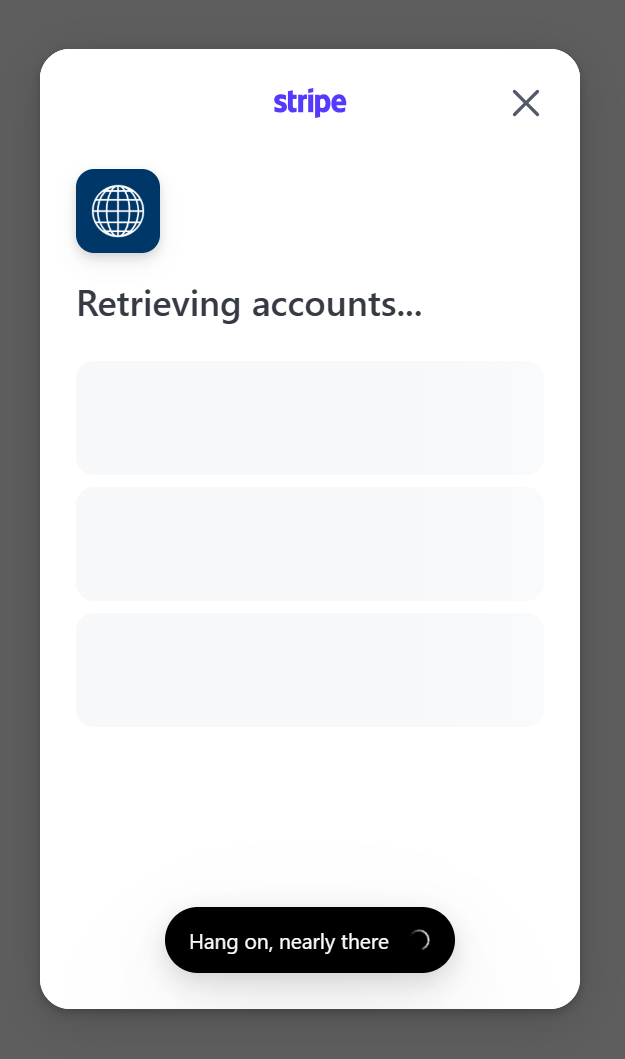 stripe
Retrieving accounts...
Hang on, nearly there